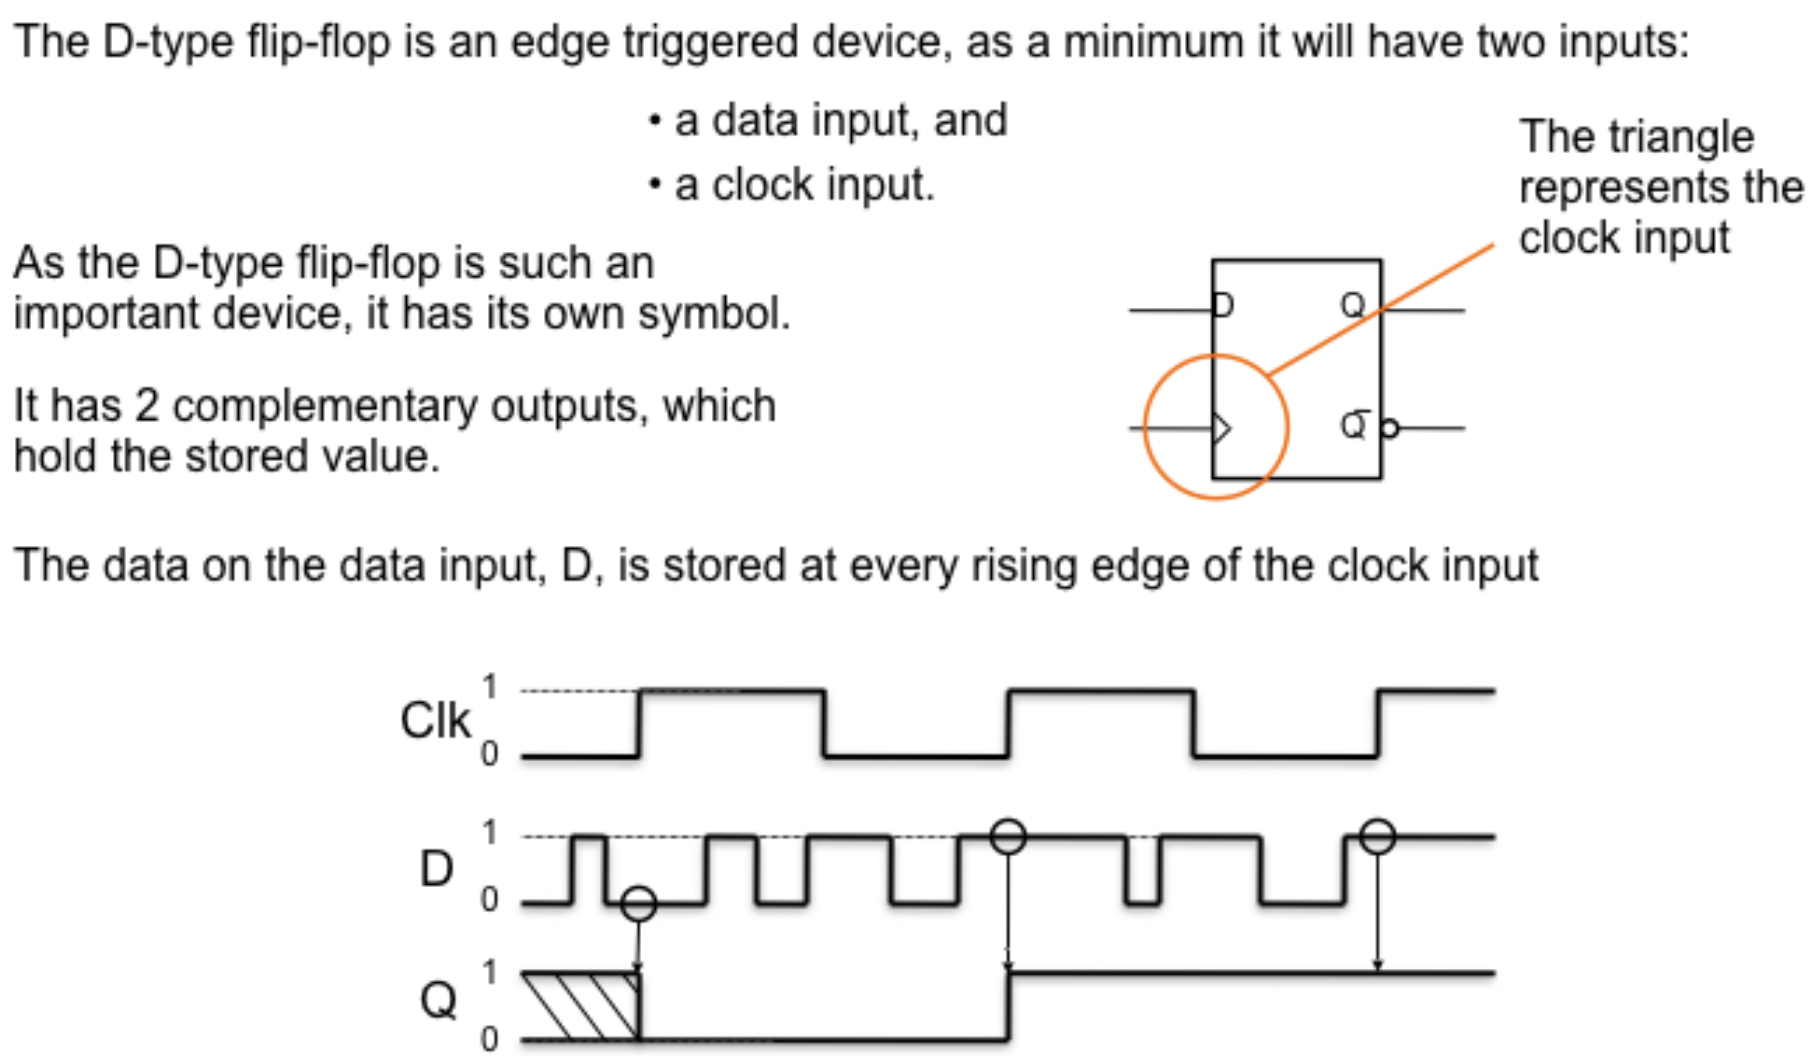 The D-type flip-flop is an edge triggered device, as a minimum it will have two inputs:
• a data input, and
• a clock input.
The triangle
represents the
clock input
As the D-type flip-flop is such an
important device, it has its own symbol.
It has 2 complementary outputs, which
hold the stored value.
D Q
Q̅
The data on the data input, D, is stored at every rising edge of the clock input
1
Clk
0
1
D
0
1
Q
0